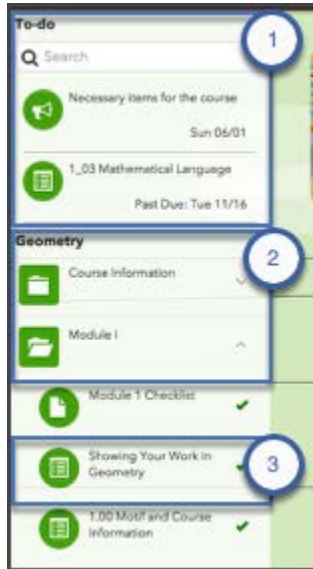 To-do
1
Search
Necessary items for the course
Sun 06/01
1_03 Mathematical Language
Past Due: Tue 11/16
Geometry
2
Course Information
Module I
Module 1 Checklist
Showing Your Work in
Geometry
3
1.00 Motif and Course
Information